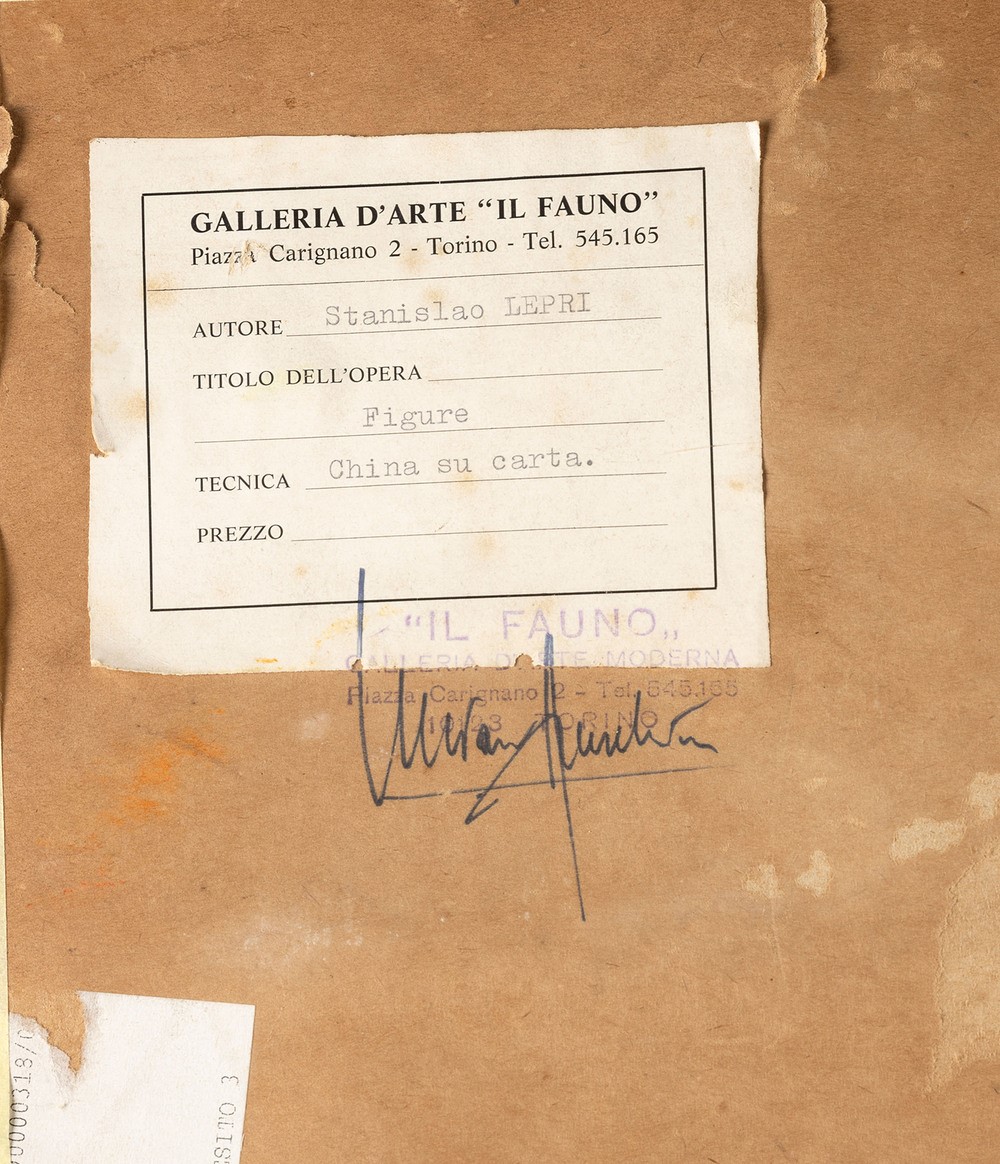 GALLERIA D'ARTE “IL FAUNO”
Piazza Carignano 2 - Torino - Tel. 545.165
AUTORE Stanislao LEPRI
TITOLO DELL'OPERA
Figure
TECNICA China su carta.
PREZZO
“IL FAUNO„
GALLERIA D'ARTE MODERNA
Piazza Carignano 2 - Tel. 545.165
10123 TORINO